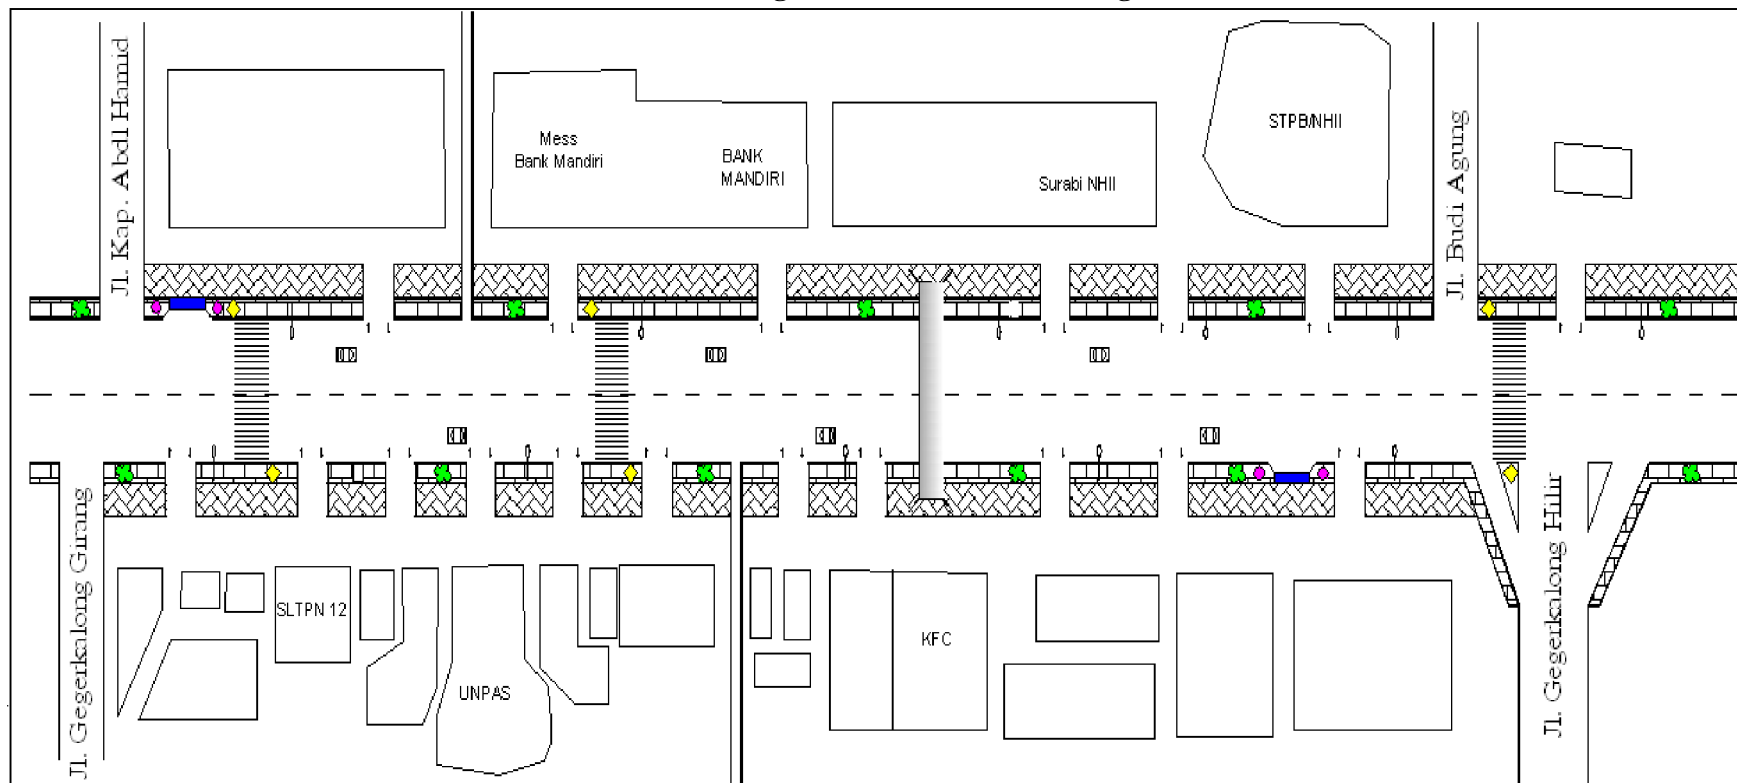 Jl. Kap. Abdl Hamid
Mess
Bank Mandiri
BANK
MANDIRI
Surabi NHII
STPB/NHII
Jl. Budi Agung
Jl. Gegerkalong Girang
SLTPN 12
UNPAS
KFC
Jl. Gegerkalong Hilir